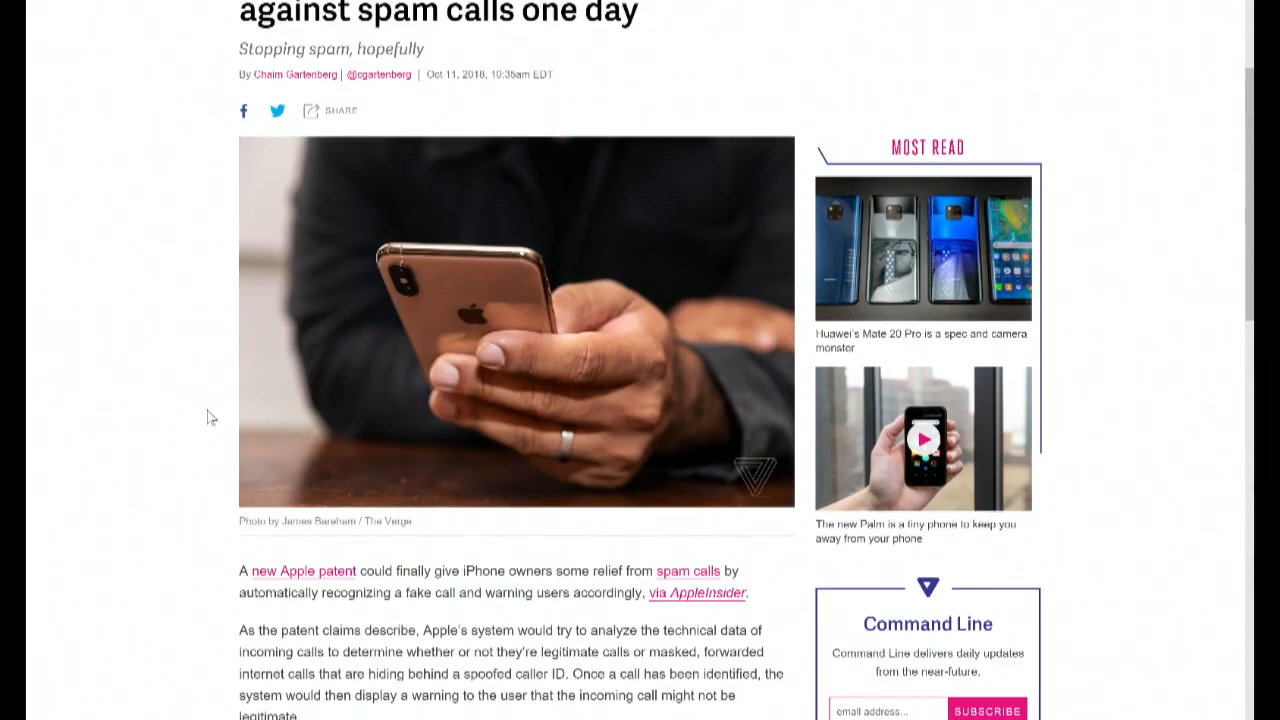 against spam calls one day
Stopping spam, hopefully
By Chaim Gartenberg | @cgartenberg | Oct 11, 2018, 10:35am EDT
SHARE
MOST READ
Huawei's Mate 20 Pro is a spec and camera
monster
The new Palm is a tiny phone to keep you
away from your phone
Photo by James Bareham / The Verge
A new Apple patent could finally give iPhone owners some relief from spam calls by
automatically recognizing a fake call and warning users accordingly, via AppleInsider.
As the patent claims describe, Apple's system would try to analyze the technical data of
incoming calls to determine whether or not they're legitimate calls or masked, forwarded
internet calls that are hiding behind a spoofed caller ID. Once a call has been identified, the
system would then display a warning to the user that the incoming call might not be
legitimate.
Command Line
Command Line delivers daily updates
from the near-future.
email address...
SUBSCRIBE